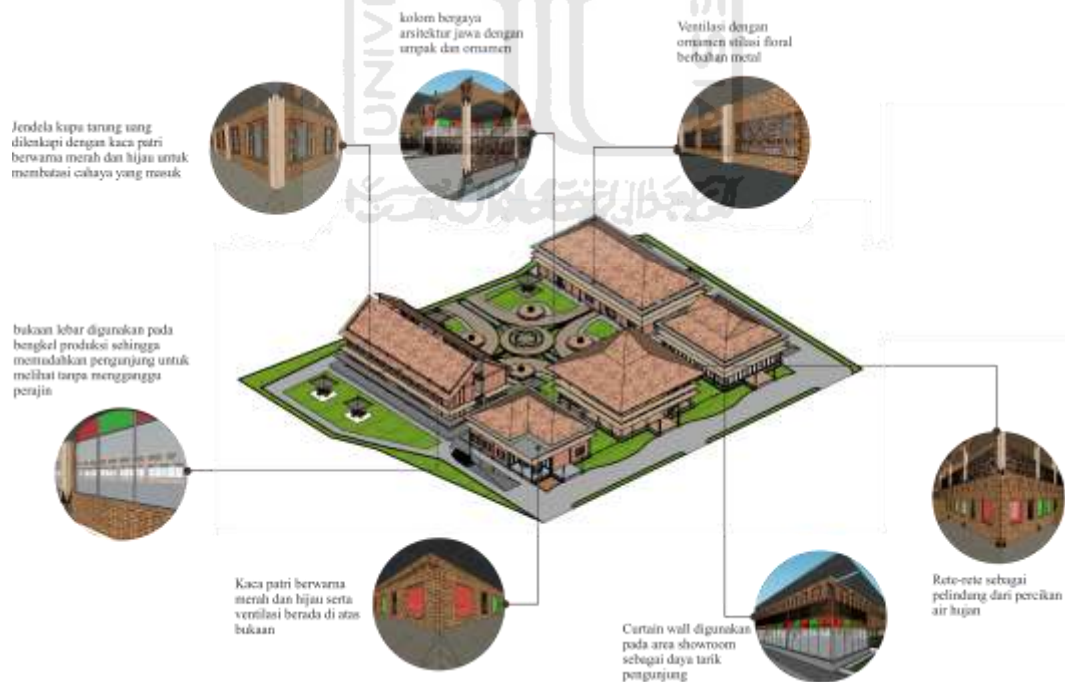 kolom bergaya
arsitektur jawa dengan
umpak dan ornamen
Ventilasi dengan
ornamen stilasi floral
berbahan metal
Jendela kupu tarung uang
dilenkapi dengan kaca patri
berwarna merah dan hijau untuk
membatasi cahaya yang masuk
bukaan lebar digunakan pada
bengkel produksi sehingga
memudahkan pengunjung untuk
melihat tanpa mengganggu
perajin
Kaca patri berwarna
merah dan hijau serta
ventilasi berada di atas
bukaan
Curtain wall digunakan
pada area showroom
sebagai daya tarik
pengunjung
Rete-rete sebagai
pelindung dari percikan
air hujan
UNIV